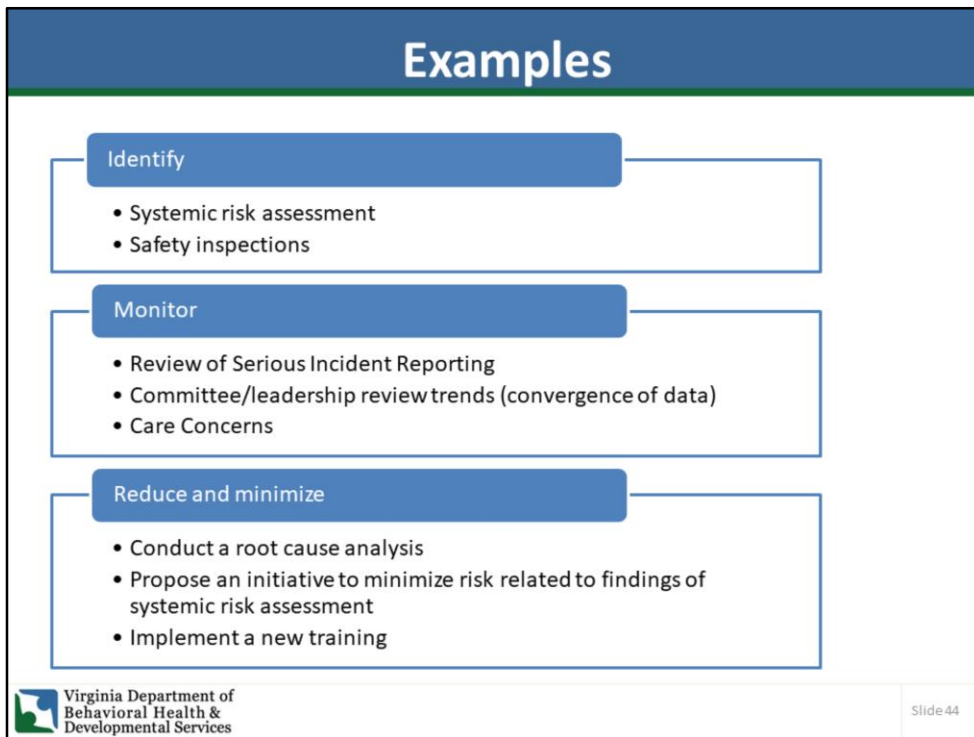 Examples
Identify
• Systemic risk assessment
• Safety inspections
Monitor
• Review of Serious Incident Reporting
• Committee/leadership review trends (convergence of data)
• Care Concerns
Reduce and minimize
• Conduct a root cause analysis
• Propose an initiative to minimize risk related to findings of
systemic risk assessment
• Implement a new training
Virginia Department of
Behavioral Health &
Developmental Services
Slide 44